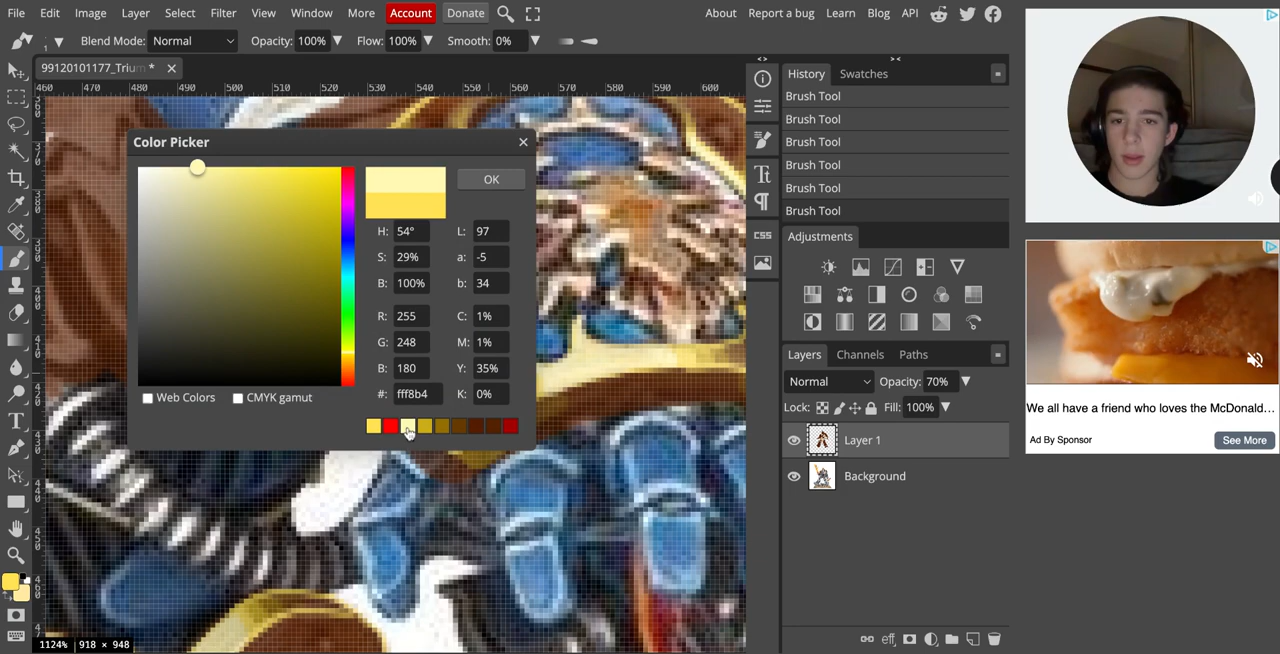 File Edit Image Layer Select Filter View Window More Account Donate About Report a bug Learn Blog API
1 Blend Mode: Normal Opacity: 100% Flow: 100% Smooth: 0%
99120101177_Trium *
460 470 480 490 500 510 520 530 540 550 560 570 580 590 600
Color Picker
OK
H: 54° L: 97
S: 29% a: -5
B: 100% b: 34
R: 255 C: 1%
G: 248 M: 1%
B: 180 Y: 35%
#: fff8b4 K: 0%
Web Colors CMYK gamut
History Swatches
Brush Tool
Brush Tool
Brush Tool
Brush Tool
Brush Tool
Brush Tool
Adjustments
CSS
Layers Channels Paths
Normal Opacity: 70%
Lock: Fill: 100%
Layer 1
Background
eff
1124% 918 x 948
We all have a friend who loves the McDonald...
Ad By Sponsor See More